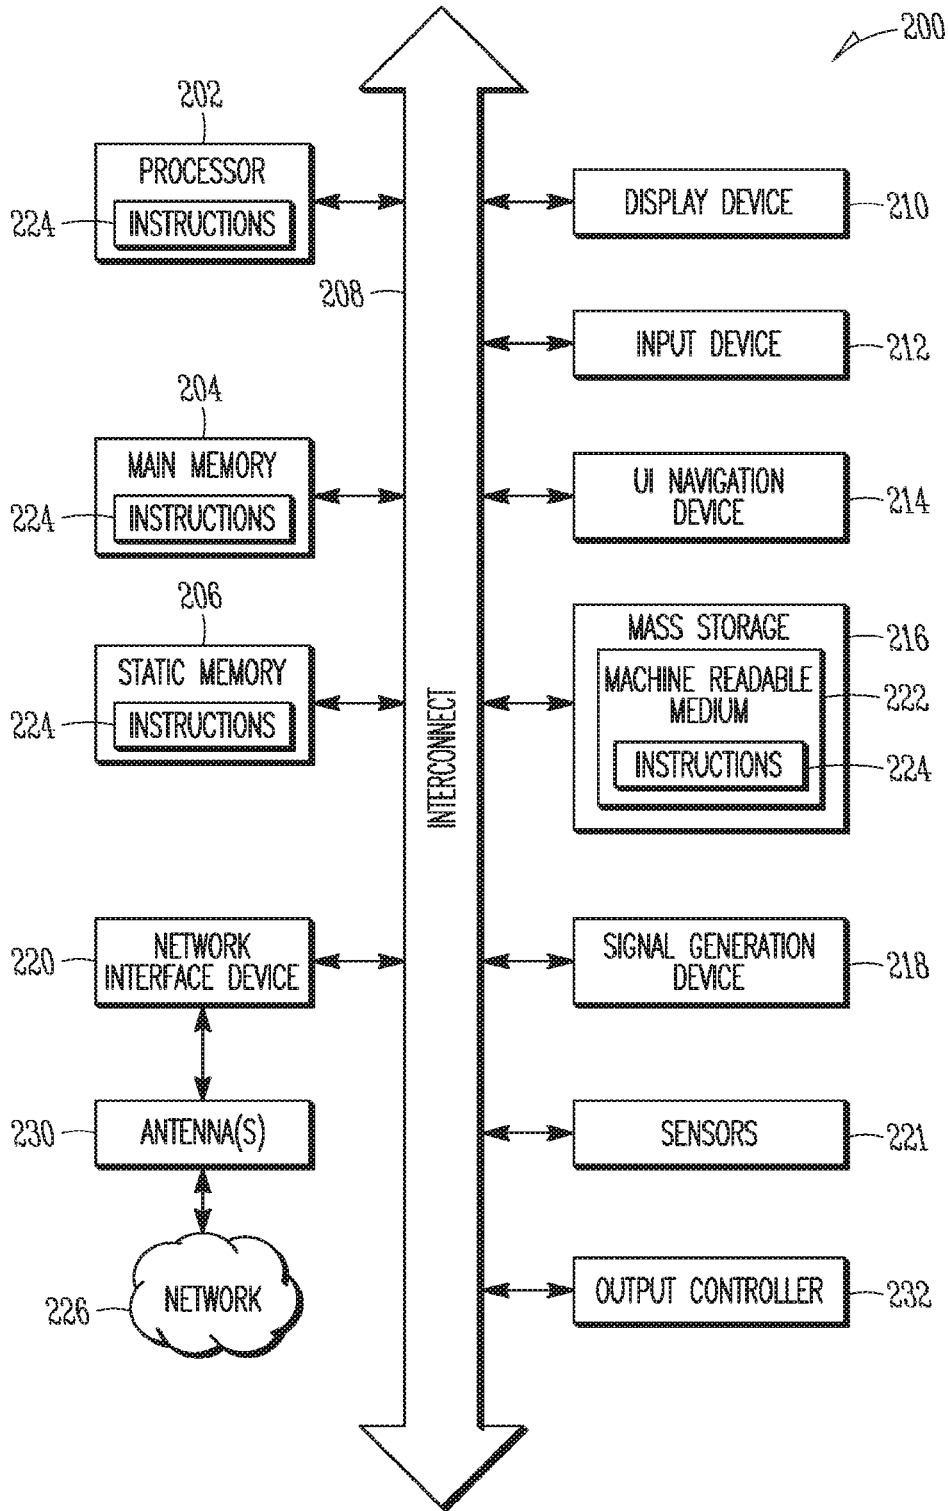 200
202
PROCESSOR
224
INSTRUCTIONS
208
204
MAIN MEMORY
224
INSTRUCTIONS
206
STATIC MEMORY
224
INSTRUCTIONS
220
NETWORK
INTERFACE DEVICE
230
ANTENNA(S)
226
NETWORK
INTERCONNECT
DISPLAY DEVICE
210
INPUT DEVICE
212
UI NAVIGATION
DEVICE
214
MASS STORAGE
216
MACHINE READABLE
MEDIUM
222
INSTRUCTIONS
224
SIGNAL GENERATION
DEVICE
218
SENSORS
221
OUTPUT CONTROLLER
232